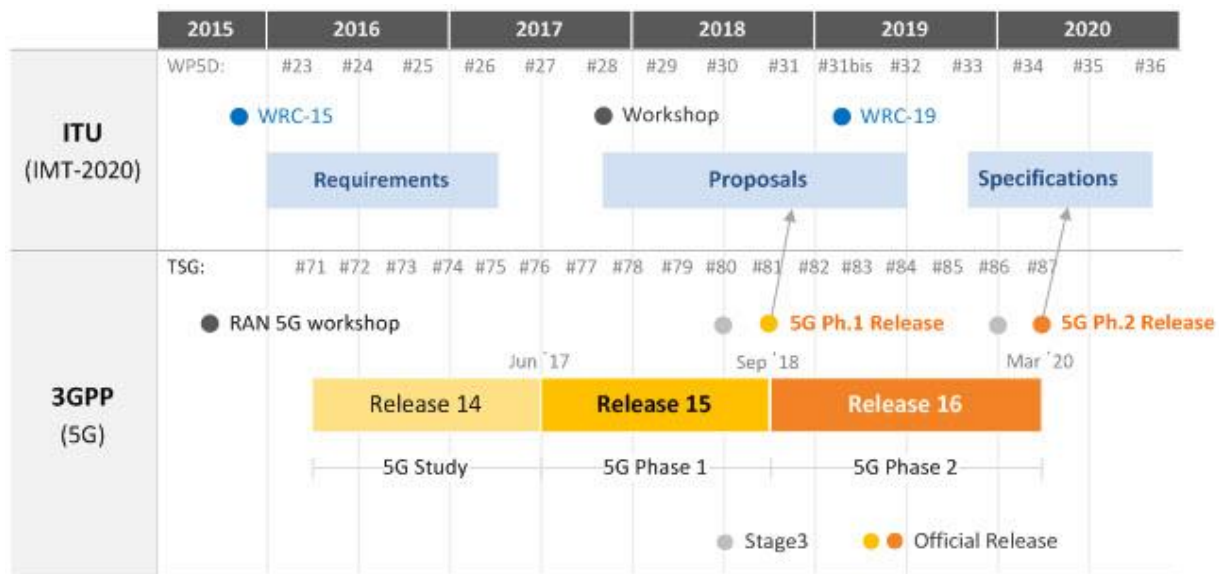 2015 2016 2017 2018 2019 2020
WP5D: #23 #24 #25 #26 #27 #28 #29 #30 #31 #31bis #32 #33 #34 #35 #36
WRC-15 Workshop WRC-19
ITU
(IMT-2020)
Requirements Proposals Specifications
TSG: #71 #72 #73 #74 #75 #76 #77 #78 #79 #80 #81 #82 #83 #84 #85 #86 #87
RAN 5G workshop 5G Ph.1 Release 5G Ph.2 Release
Jun ´17 Sep ´18 Mar ´20
3GPP
(5G)
Release 14 Release 15 Release 16
5G Study 5G Phase 1 5G Phase 2
Stage3 Official Release